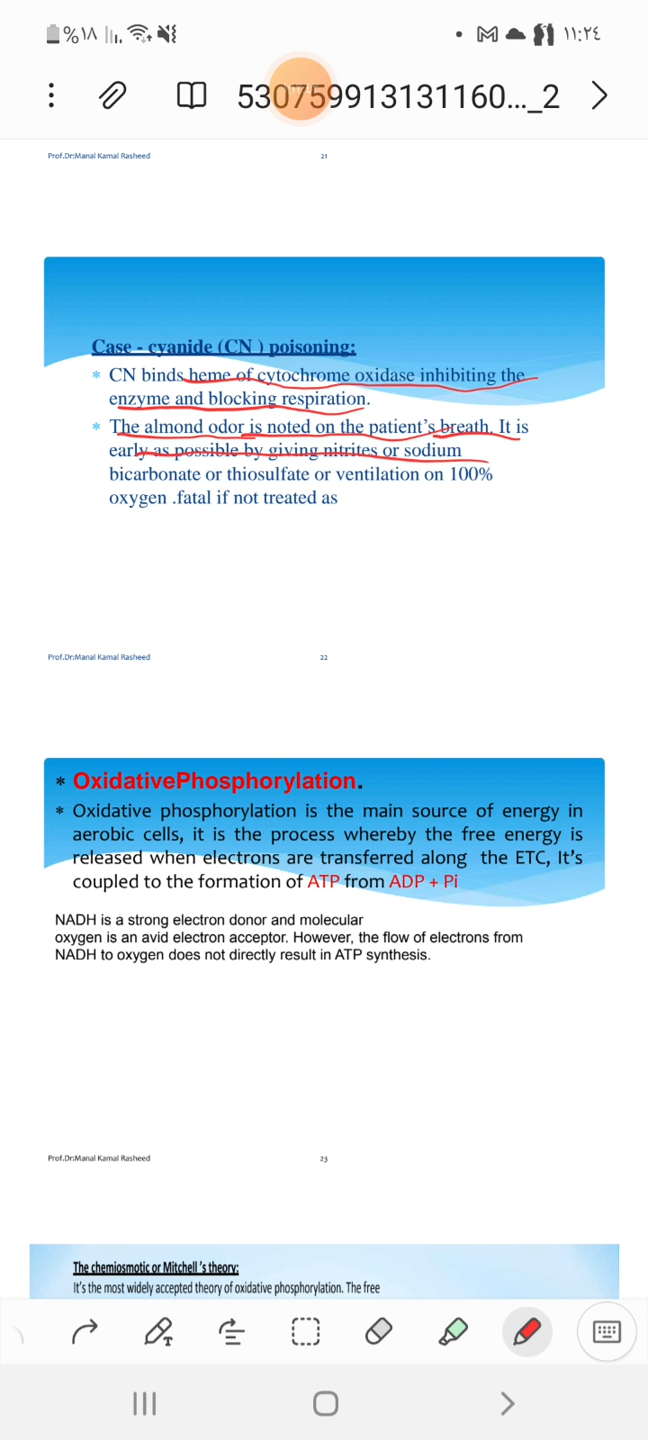 %١٨
١١:٢٤
530759913131160..._2
Prof.Dr:Manal Kamal Rasheed 21
Case - cyanide (CN ) poisoning:
* CN binds heme of cytochrome oxidase inhibiting the
enzyme and blocking respiration.
* The almond odor is noted on the patient's breath. It is
early as possible by giving nitrites or sodium
bicarbonate or thiosulfate or ventilation on 100%
oxygen .fatal if not treated as
Prof.Dr:Manal Kamal Rasheed 22
* OxidativePhosphorylation.
* Oxidative phosphorylation is the main source of energy in
aerobic cells, it is the process whereby the free energy is
released when electrons are transferred along the ETC, It's
coupled to the formation of ATP from ADP + Pi
NADH is a strong electron donor and molecular
oxygen is an avid electron acceptor. However, the flow of electrons from
NADH to oxygen does not directly result in ATP synthesis.
Prof.Dr:Manal Kamal Rasheed 23
The chemiosmotic or Mitchell 's theory:
It's the most widely accepted theory of oxidative phosphorylation. The free